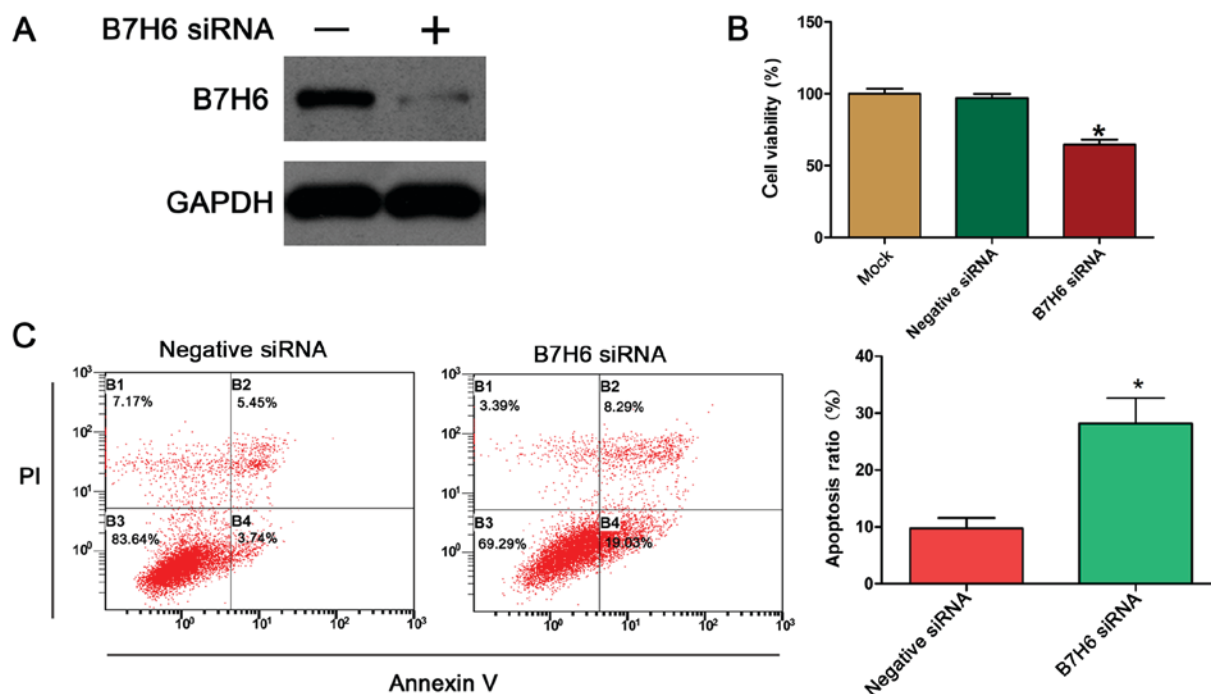 A
B7H6 siRNA
— +
B7H6
GAPDH
B
Cell viability (%)
150
100
50
0
Mock
Negative siRNA
B7H6 siRNA
*
C
Negative siRNA
PI
10³
10²
10¹
10⁰
B1
7.17%
B2
5.45%
B3
83.64%
B4
3.74%
10⁰ 10¹ 10² 10³
B7H6 siRNA
10³
10²
10¹
10⁰
B1
3.39%
B2
8.29%
B3
69.29%
B4
19.03%
10⁰ 10¹ 10² 10³
Annexin V
Apoptosis ratio (%)
40
30
20
10
0
*
Negative siRNA
B7H6 siRNA